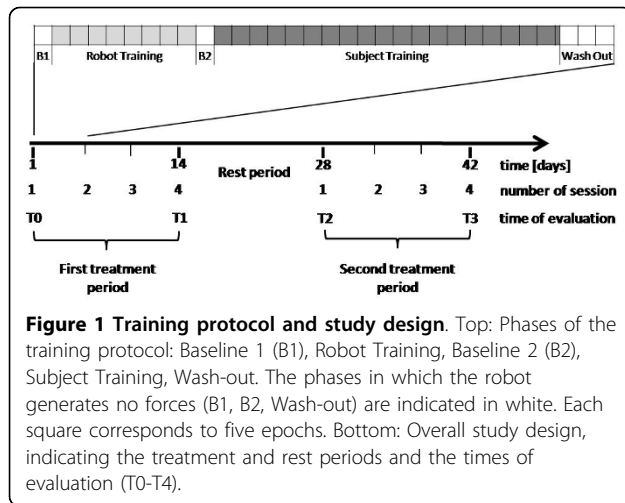 B1 Robot Training B2 Subject Training Wash Out
1 14 Rest period 28 42 time [days]
1 2 3 4 1 2 3 4 number of session
T0 T1 T2 T3 time of evaluation
First treatment period Second treatment period
Figure 1 Training protocol and study design. Top: Phases of the
training protocol: Baseline 1 (B1), Robot Training, Baseline 2 (B2),
Subject Training, Wash-out. The phases in which the robot
generates no forces (B1, B2, Wash-out) are indicated in white. Each
square corresponds to five epochs. Bottom: Overall study design,
indicating the treatment and rest periods and the times of
evaluation (T0-T4).